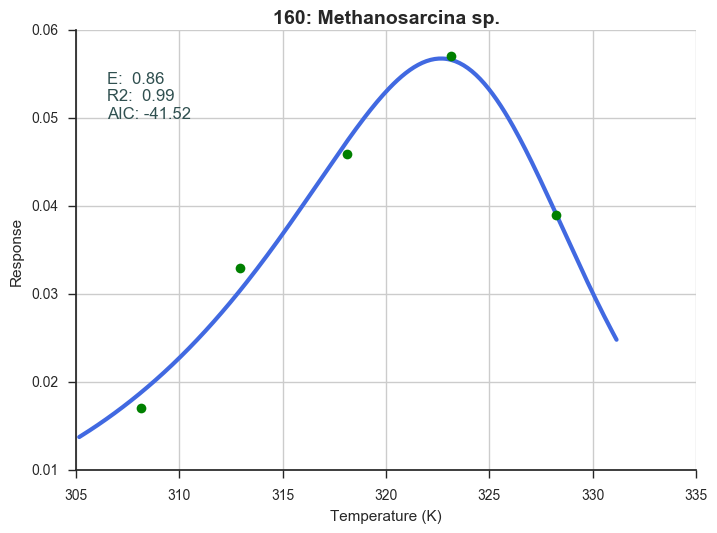 160: Methanosarcina sp.
E:  0.86
R2:  0.99
AIC: -41.52
Response
0.06
0.05
0.04
0.03
0.02
0.01
305 310 315 320 325 330 335
Temperature (K)